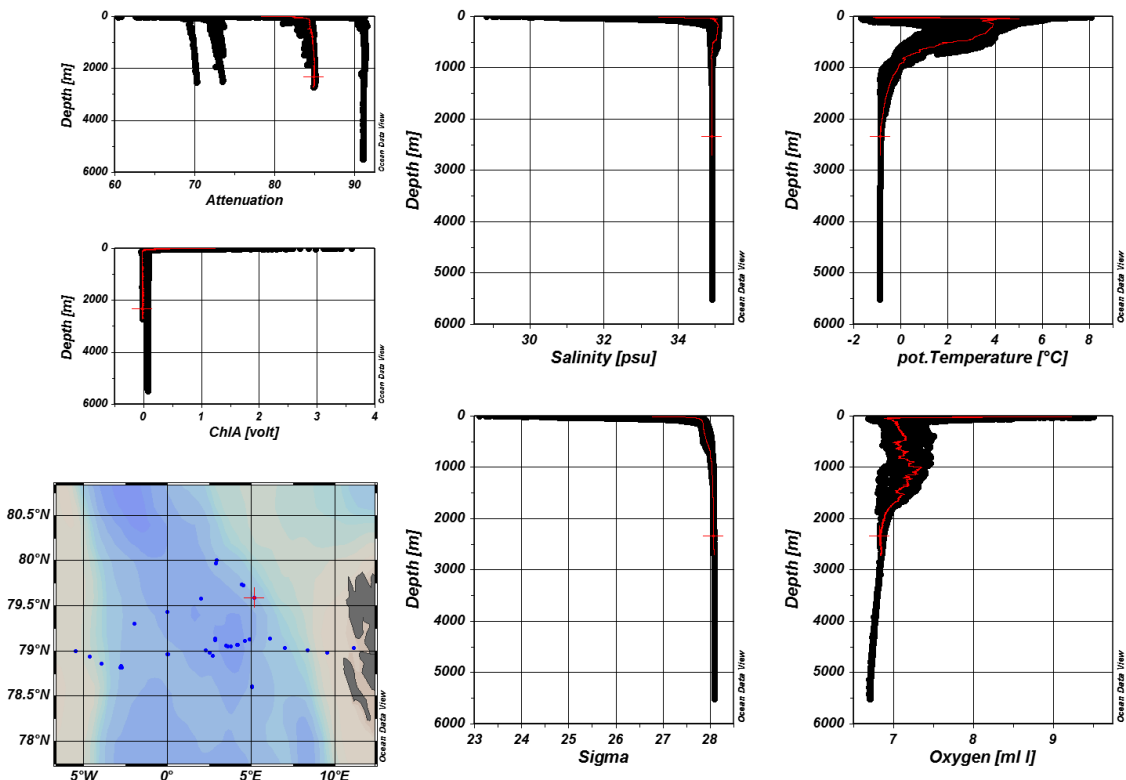 0
2000
4000
6000
Depth [m]
60
70
80
90
Attenuation
Ocean Data View
0
1000
2000
3000
4000
5000
6000
Depth [m]
30
32
34
Salinity [psu]
Ocean Data View
0
1000
2000
3000
4000
5000
6000
Depth [m]
-2
0
2
4
6
8
pot.Temperature [°C]
Ocean Data View
0
2000
4000
6000
Depth [m]
0
1
2
3
4
ChlA [volt]
Ocean Data View
0
1000
2000
3000
4000
5000
6000
Depth [m]
23
24
25
26
27
28
Sigma
Ocean Data View
0
1000
2000
3000
4000
5000
6000
Depth [m]
7
8
9
Oxygen [ml l]
Ocean Data View
80.5°N
80°N
79.5°N
79°N
78.5°N
78°N
5°W
0°
5°E
10°E
Ocean Data View